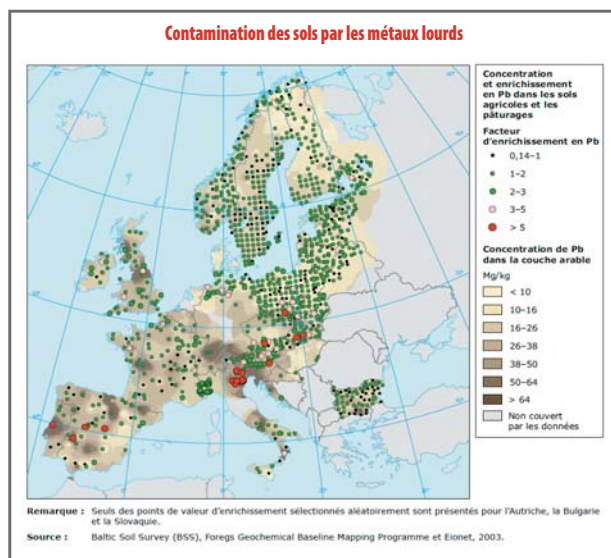 Contamination des sols par les métaux lourds
Concentration
et enrichissement
en Pb dans les sols
agricoles et les
pâturages
Facteur
d'enrichissement en Pb
0,14–1
1–2
2–3
3–5
> 5
Concentration de Pb
dans la couche arable
Mg/kg
< 10
10–16
16–26
26–38
38–50
50–64
> 64
Non couvert
par les données
Remarque : Seuls des points de valeur d'enrichissement sélectionnés aléatoirement sont présentés pour l'Autriche, la Bulgarie
et la Slovaquie.
Source : Baltic Soil Survey (BSS), Foregs Geochemical Baseline Mapping Programme et Eionet, 2003.